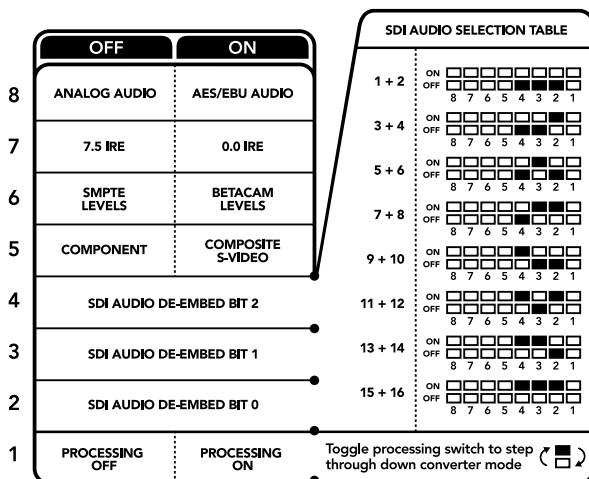 OFF ON
8 ANALOG AUDIO AES/EBU AUDIO
7 7.5 IRE 0.0 IRE
6 SMPTE LEVELS BETACAM LEVELS
5 COMPONENT COMPOSITE S-VIDEO
4 SDI AUDIO DE-EMBED BIT 2
3 SDI AUDIO DE-EMBED BIT 1
2 SDI AUDIO DE-EMBED BIT 0
1 PROCESSING OFF PROCESSING ON
SDI AUDIO SELECTION TABLE
1 + 2 ON
OFF
8 7 6 5 4 3 2 1
3 + 4 ON
OFF
8 7 6 5 4 3 2 1
5 + 6 ON
OFF
8 7 6 5 4 3 2 1
7 + 8 ON
OFF
8 7 6 5 4 3 2 1
9 + 10 ON
OFF
8 7 6 5 4 3 2 1
11 + 12 ON
OFF
8 7 6 5 4 3 2 1
13 + 14 ON
OFF
8 7 6 5 4 3 2 1
15 + 16 ON
OFF
8 7 6 5 4 3 2 1
Toggle processing switch to step
through down converter mode